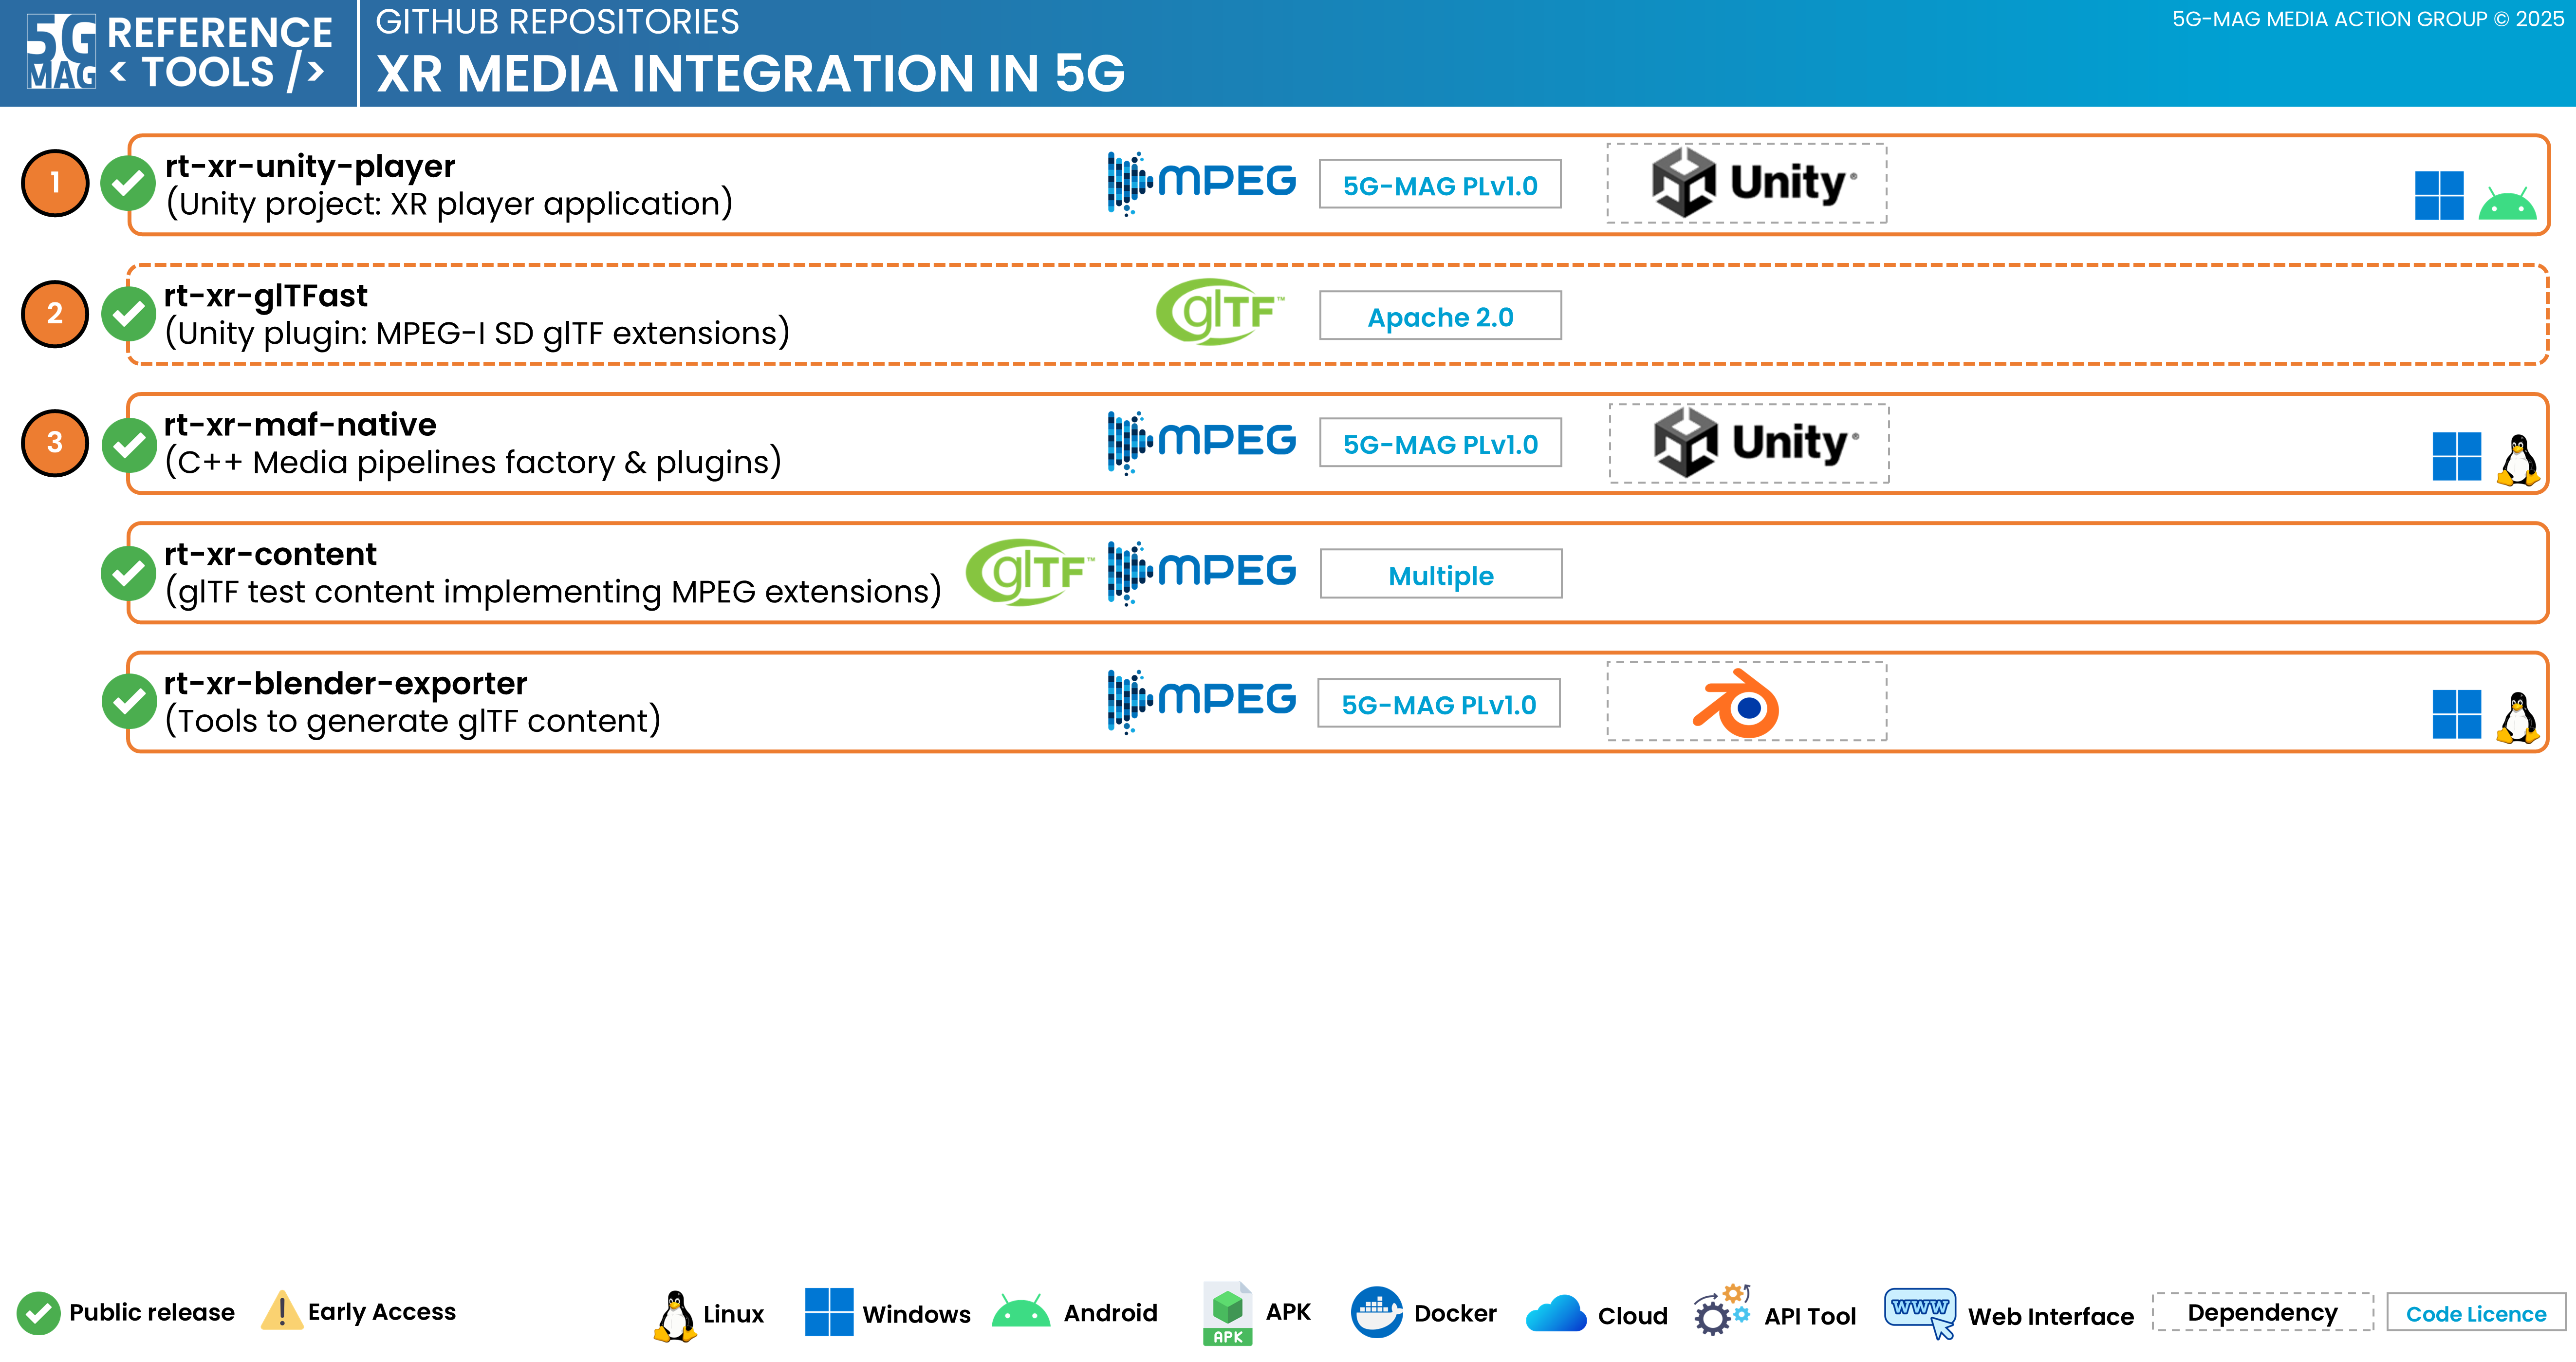 5G
MAG
REFERENCE
< TOOLS />
GITHUB REPOSITORIES
XR MEDIA INTEGRATION IN 5G
5G-MAG MEDIA ACTION GROUP © 2025
1
rt-xr-unity-player
(Unity project: XR player application)
MPEG
5G-MAG PLv1.0
Unity®
2
rt-xr-glTFast
(Unity plugin: MPEG-I SD glTF extensions)
glTF™
Apache 2.0
3
rt-xr-maf-native
(C++ Media pipelines factory & plugins)
MPEG
5G-MAG PLv1.0
Unity®
rt-xr-content
(glTF test content implementing MPEG extensions)
glTF™
MPEG
Multiple
rt-xr-blender-exporter
(Tools to generate glTF content)
MPEG
5G-MAG PLv1.0
Public release
Early Access
Linux
Windows
Android
APK
APK
Docker
Cloud
API Tool
WWW
Web Interface
Dependency
Code Licence